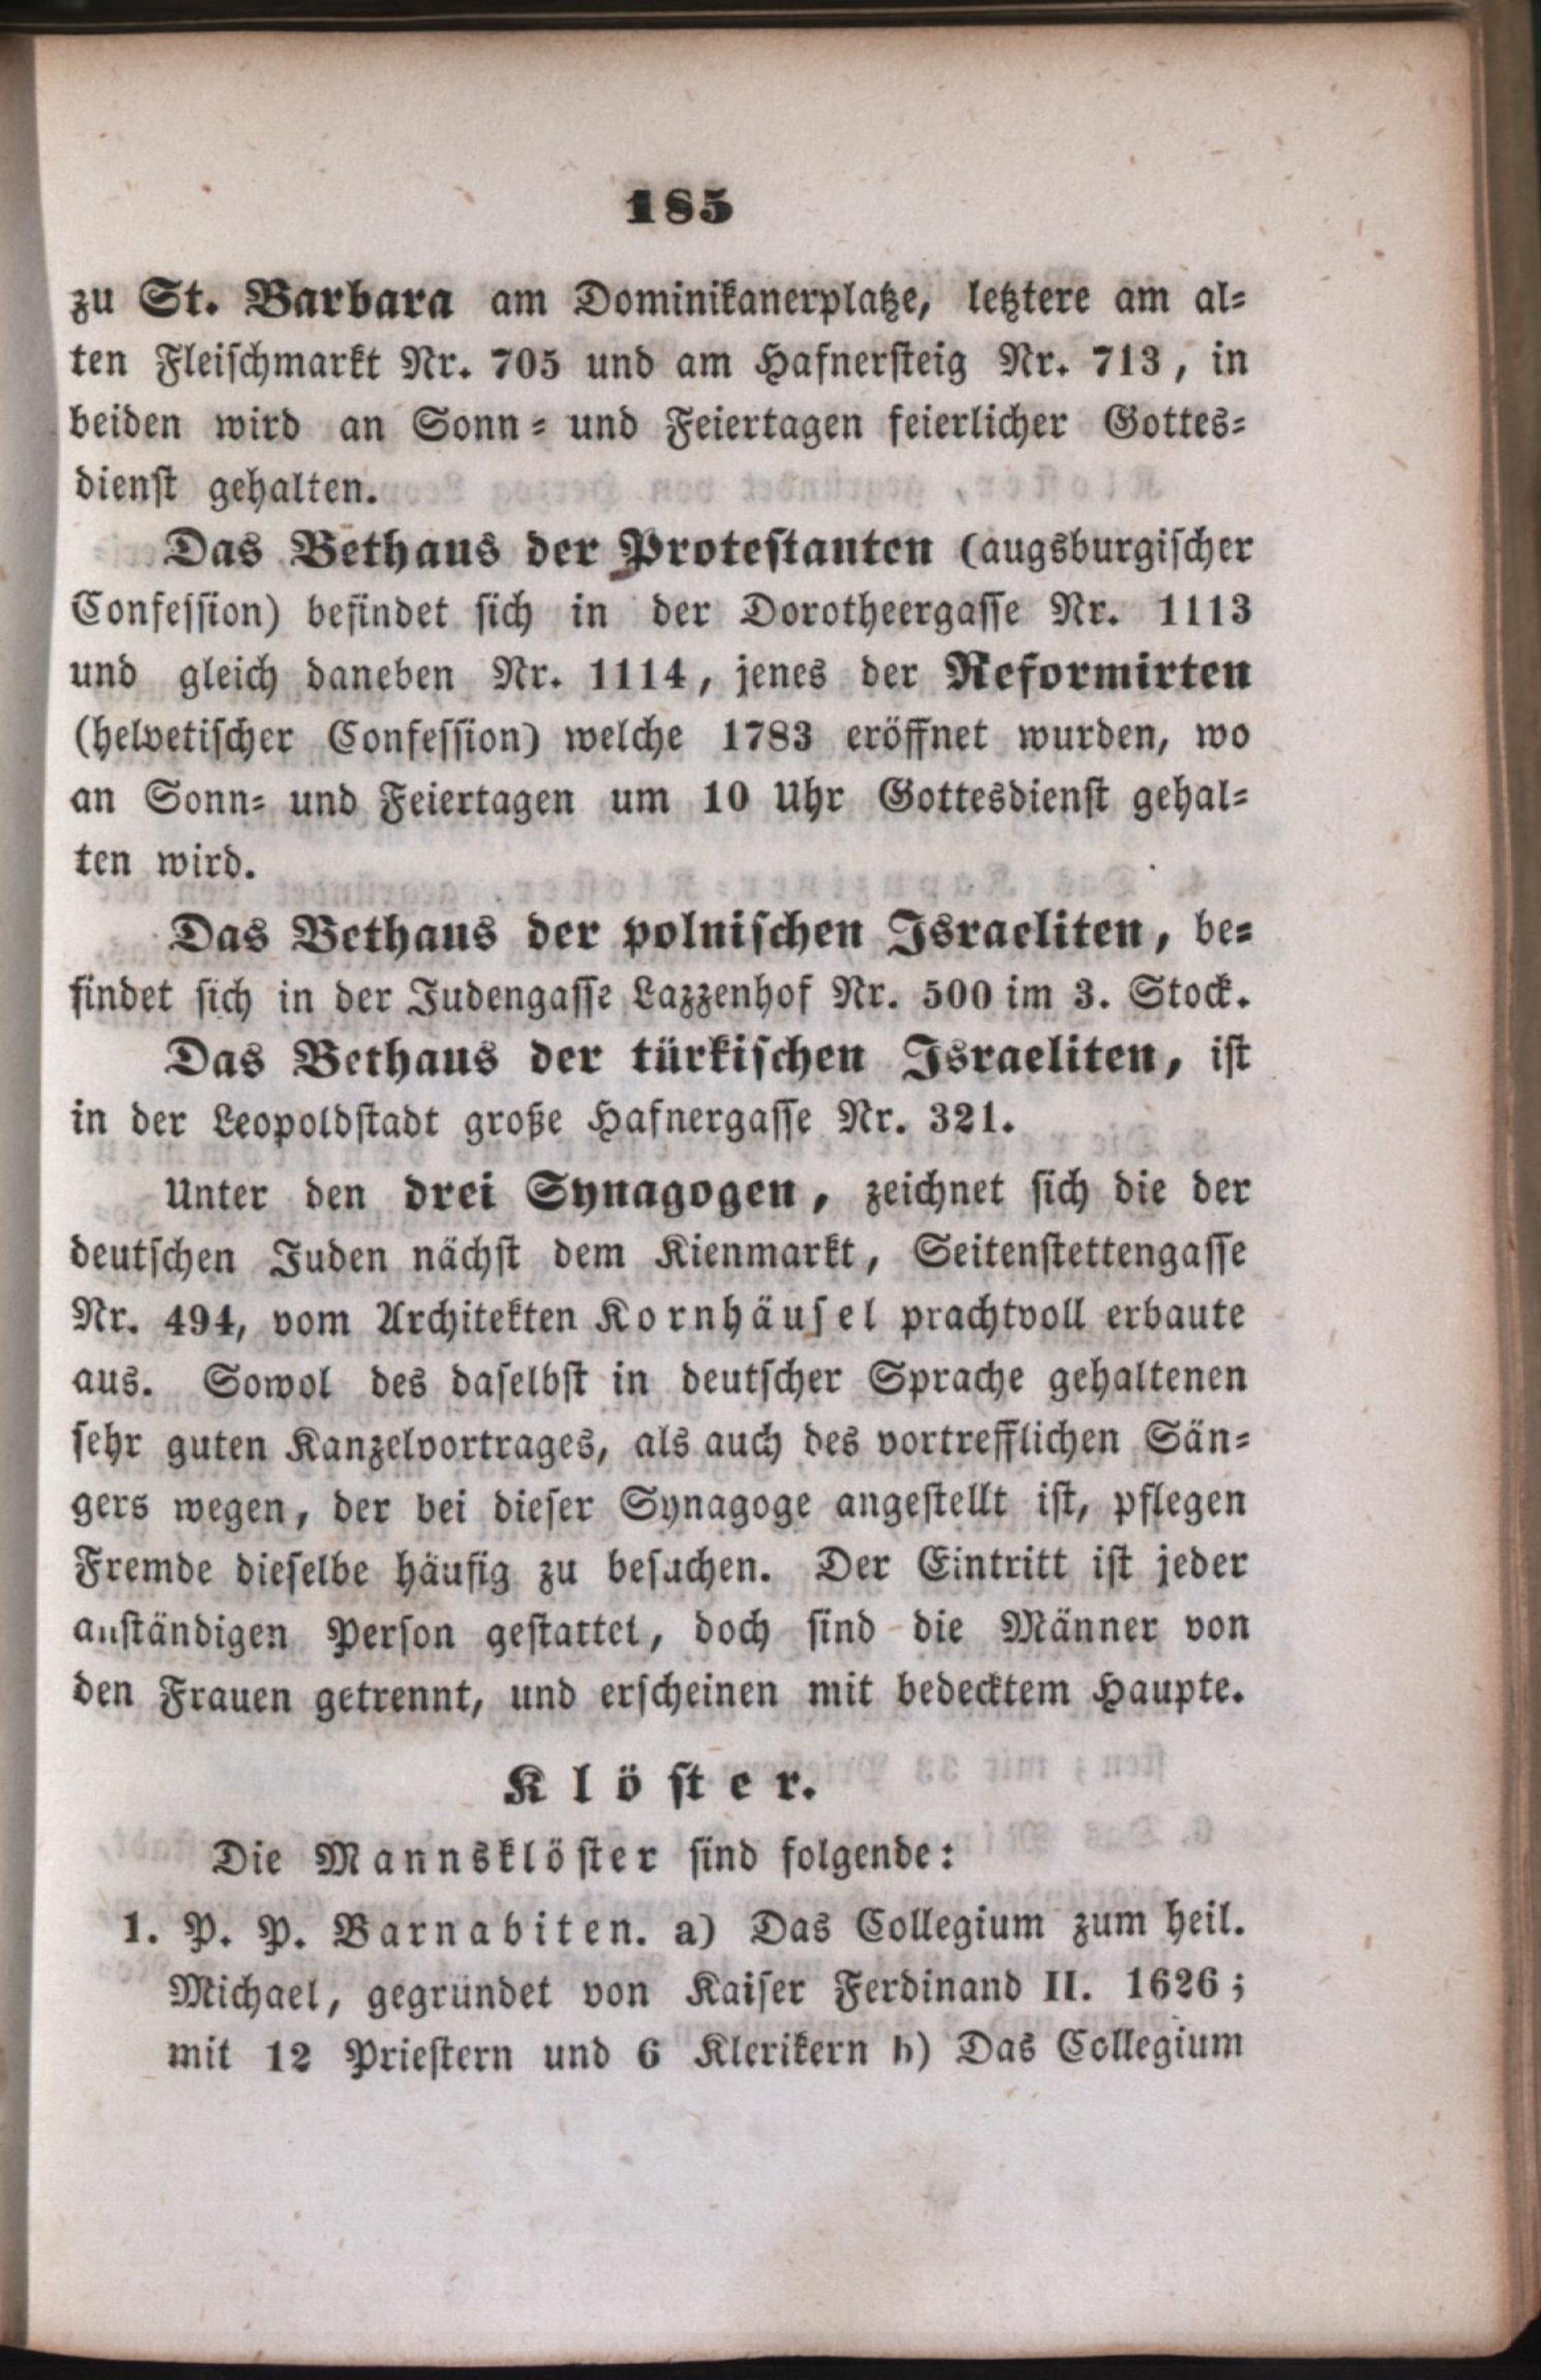 185
zu St. Barbara am Dominikanerplatze, letztere am al-
ten Fleischmarkt Nr. 705 und am Hafnersteig Nr. 713, in
beiden wird an Sonn- und Feiertagen feierlicher Gottes-
dienst gehalten.
Das Bethaus der Protestanten (augsburgischer
Confession) befindet sich in der Dorotheergasse Nr. 1113
und gleich daneben Nr. 1114, jenes der Reformirten
(helvetischer Confession) welche 1783 eröffnet wurden, wo
an Sonn- und Feiertagen um 10 Uhr Gottesdienst gehal-
ten wird.
Das Bethaus der polnischen Israeliten, be-
findet sich in der Judengasse Lazzenhof Nr. 500 im 3. Stock.
Das Bethaus der türkischen Israeliten, ist
in der Leopoldstadt große Hafnergasse Nr. 321.
Unter den drei Synagogen, zeichnet sich die der
deutschen Juden nächst dem Kienmarkt, Seitenstettengasse
Nr. 494, vom Architekten Kornhäusel prachtvoll erbaute
aus. Sowol des daselbst in deutscher Sprache gehaltenen
sehr guten Kanzelvortrages, als auch des vortrefflichen Sän-
gers wegen, der bei dieser Synagoge angestellt ist, pflegen
Fremde dieselbe häufig zu besuchen. Der Eintritt ist jeder
anständigen Person gestattet, doch sind die Männer von
den Frauen getrennt, und erscheinen mit bedecktem Haupte.
Klöster.
Die Mannsklöster sind folgende:
1. P. P. Barnabiten. a) Das Collegium zum heil.
Michael, gegründet von Kaiser Ferdinand II. 1626;
mit 12 Priestern und 6 Klerikern b) Das Collegium